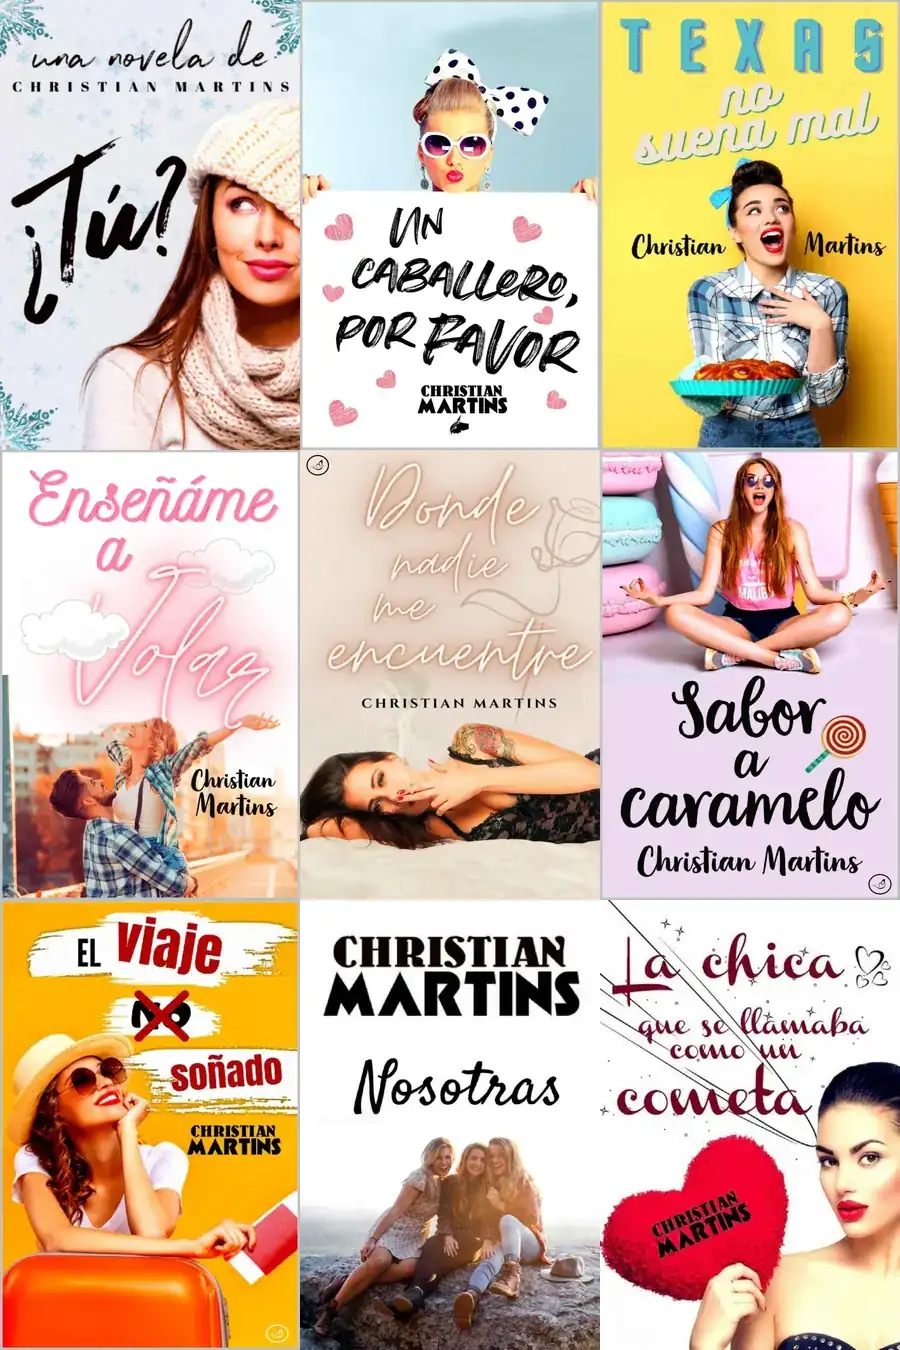 una novela de
CHRISTIAN MARTINS
¿Tú?
UN
CABALLERO,
POR FAVOR
CHRISTIAN
MARTINS
TEXAS
no
suena mal
Christian Martins
Enseñáme
a
Volar
Christian
Martins
Donde
nadie
me
encuentre
CHRISTIAN MARTINS
MALIBU
Sabor
a
caramelo
Christian Martins
EL viaje
NO
soñado
CHRISTIAN
MARTINS
CHRISTIAN
MARTINS
Nosotras
La chica
que se llamaba
como un
cometa
CHRISTIAN
MARTINS